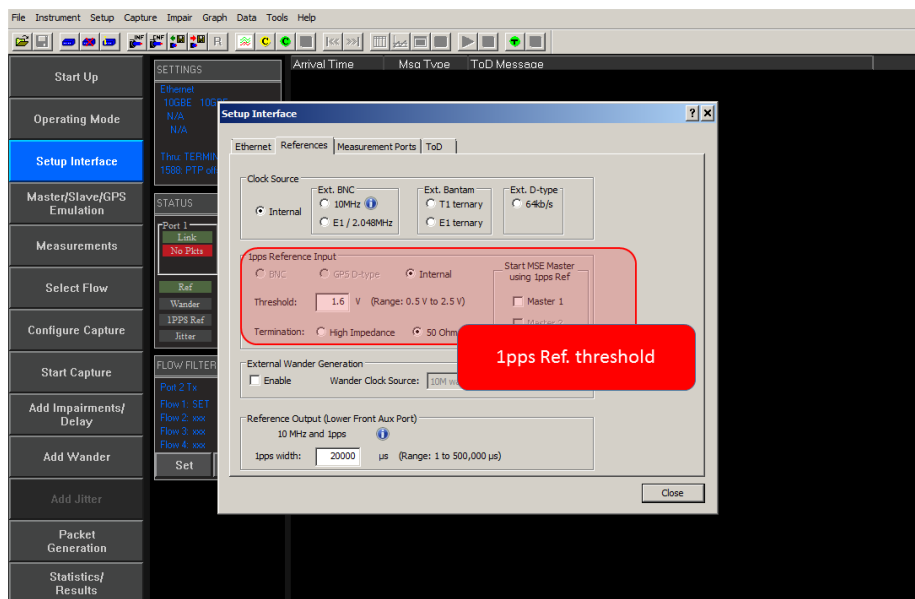 File Instrument Setup Capture Impair Graph Data Tools Help
Start Up
Operating Mode
Setup Interface
Master/Slave/GPS
Emulation
Measurements
Select Flow
Configure Capture
Start Capture
Add Impairments/
Delay
Add Wander
Add Jitter
Packet
Generation
Statistics/
Results
SETTINGS
Ethernet
10GBE
N/A
N/A
Thru: TERMIN
1588: PTP off
STATUS
Port 1
Link
No Pkts
Ref
Wander
1PPS Ref
Jitter
FLOW FILTER
Port 2 Tx
Flow 1: SET
Flow 2: xxx
Flow 3: xxx
Flow 4: xxx
Set
Arrival Time Msg Type ToD Message
Setup Interface
Ethernet References Measurement Ports ToD
Clock Source
Internal
Ext. BNC
10MHz
E1 / 2.048MHz
Ext. Bantam
T1 ternary
E1 ternary
Ext. D-type
64kb/s
1pps Reference Input
BNC GPS D-type Internal
Threshold: 1.6 V (Range: 0.5 V to 2.5 V)
Termination: High Impedance 50 Ohm
Start MSE Master
using 1pps Ref
Master 1
Master 2
1pps Ref. threshold
External Wander Generation
Enable Wander Clock Source: 10M
Reference Output (Lower Front Aux Port)
10 MHz and 1pps
1pps width: 20000 µs (Range: 1 to 500,000 µs)
Close